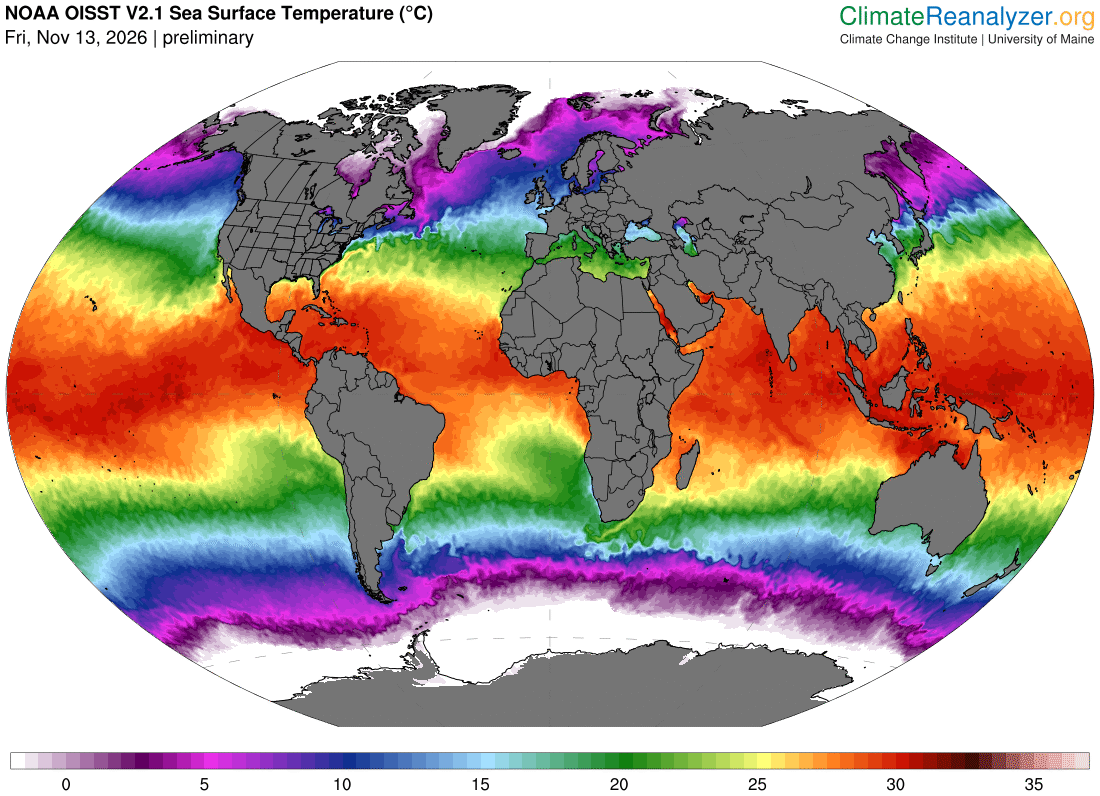 NOAA OISST V2.1 Sea Surface Temperature (°C)
Fri, Nov 13, 2026 | preliminary
ClimateReanalyzer.org
Climate Change Institute | University of Maine
0 5 10 15 20 25 30 35